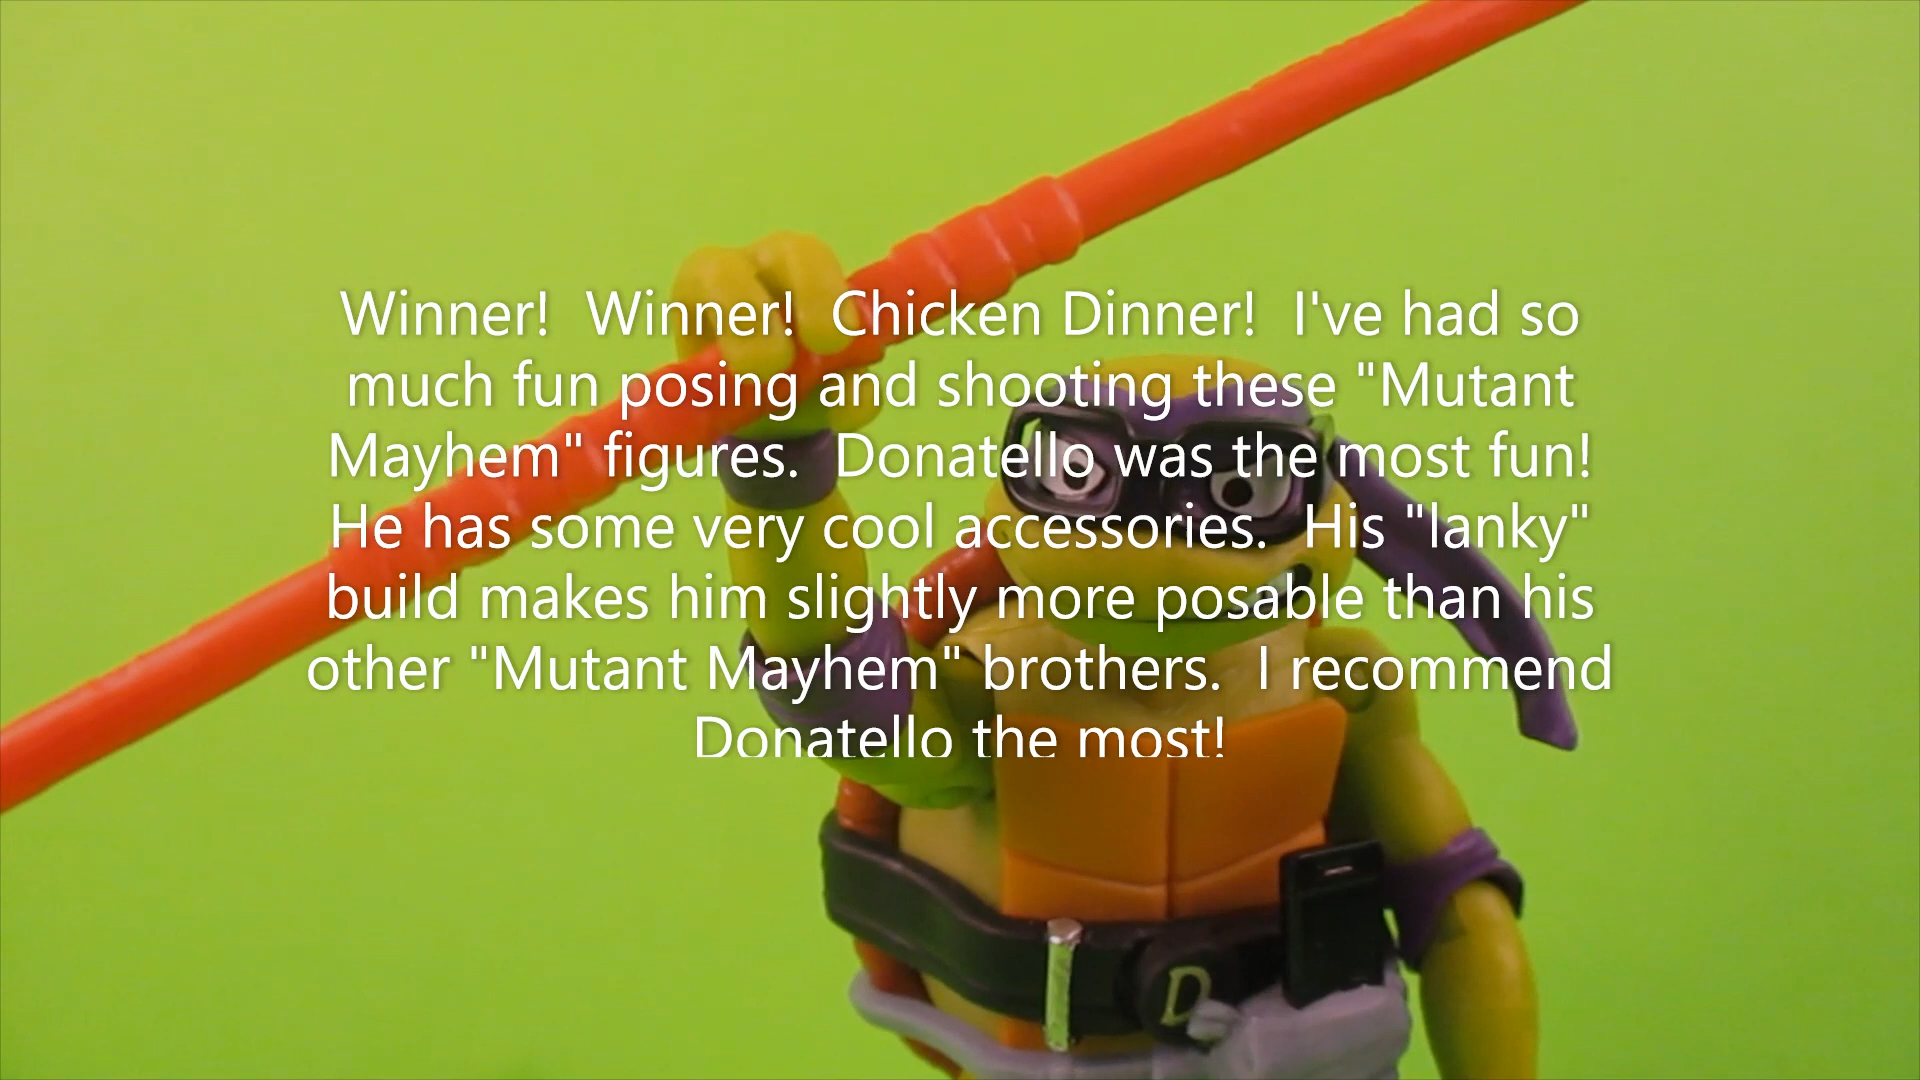 Winner!  Winner!  Chicken Dinner!  I've had so
much fun posing and shooting these "Mutant
Mayhem" figures.  Donatello was the most fun!
He has some very cool accessories.  His "lanky"
build makes him slightly more posable than his
other "Mutant Mayhem" brothers.  I recommend
Donatello the most!
D